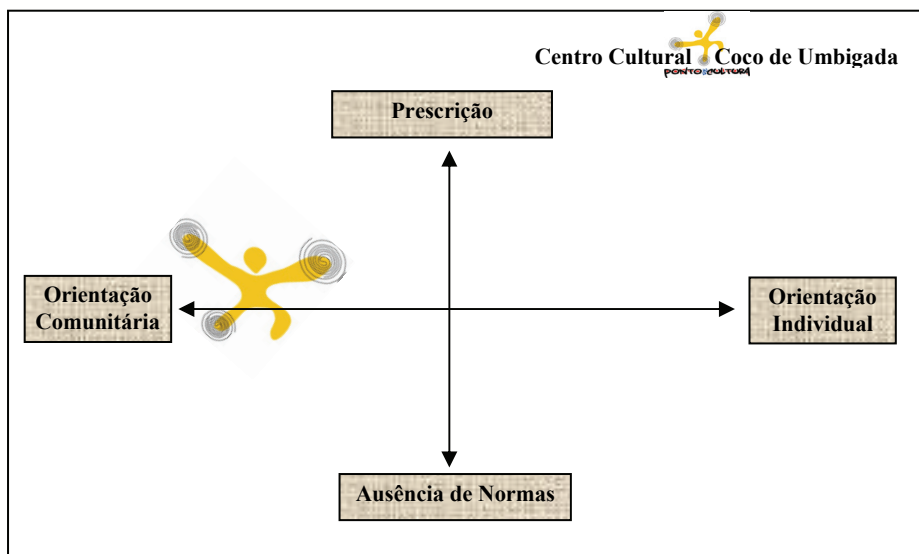 Centro Cultural Coco de Umbigada
PONTO DE CULTURA
Prescrição
Orientação
Comunitária
Orientação
Individual
Ausência de Normas